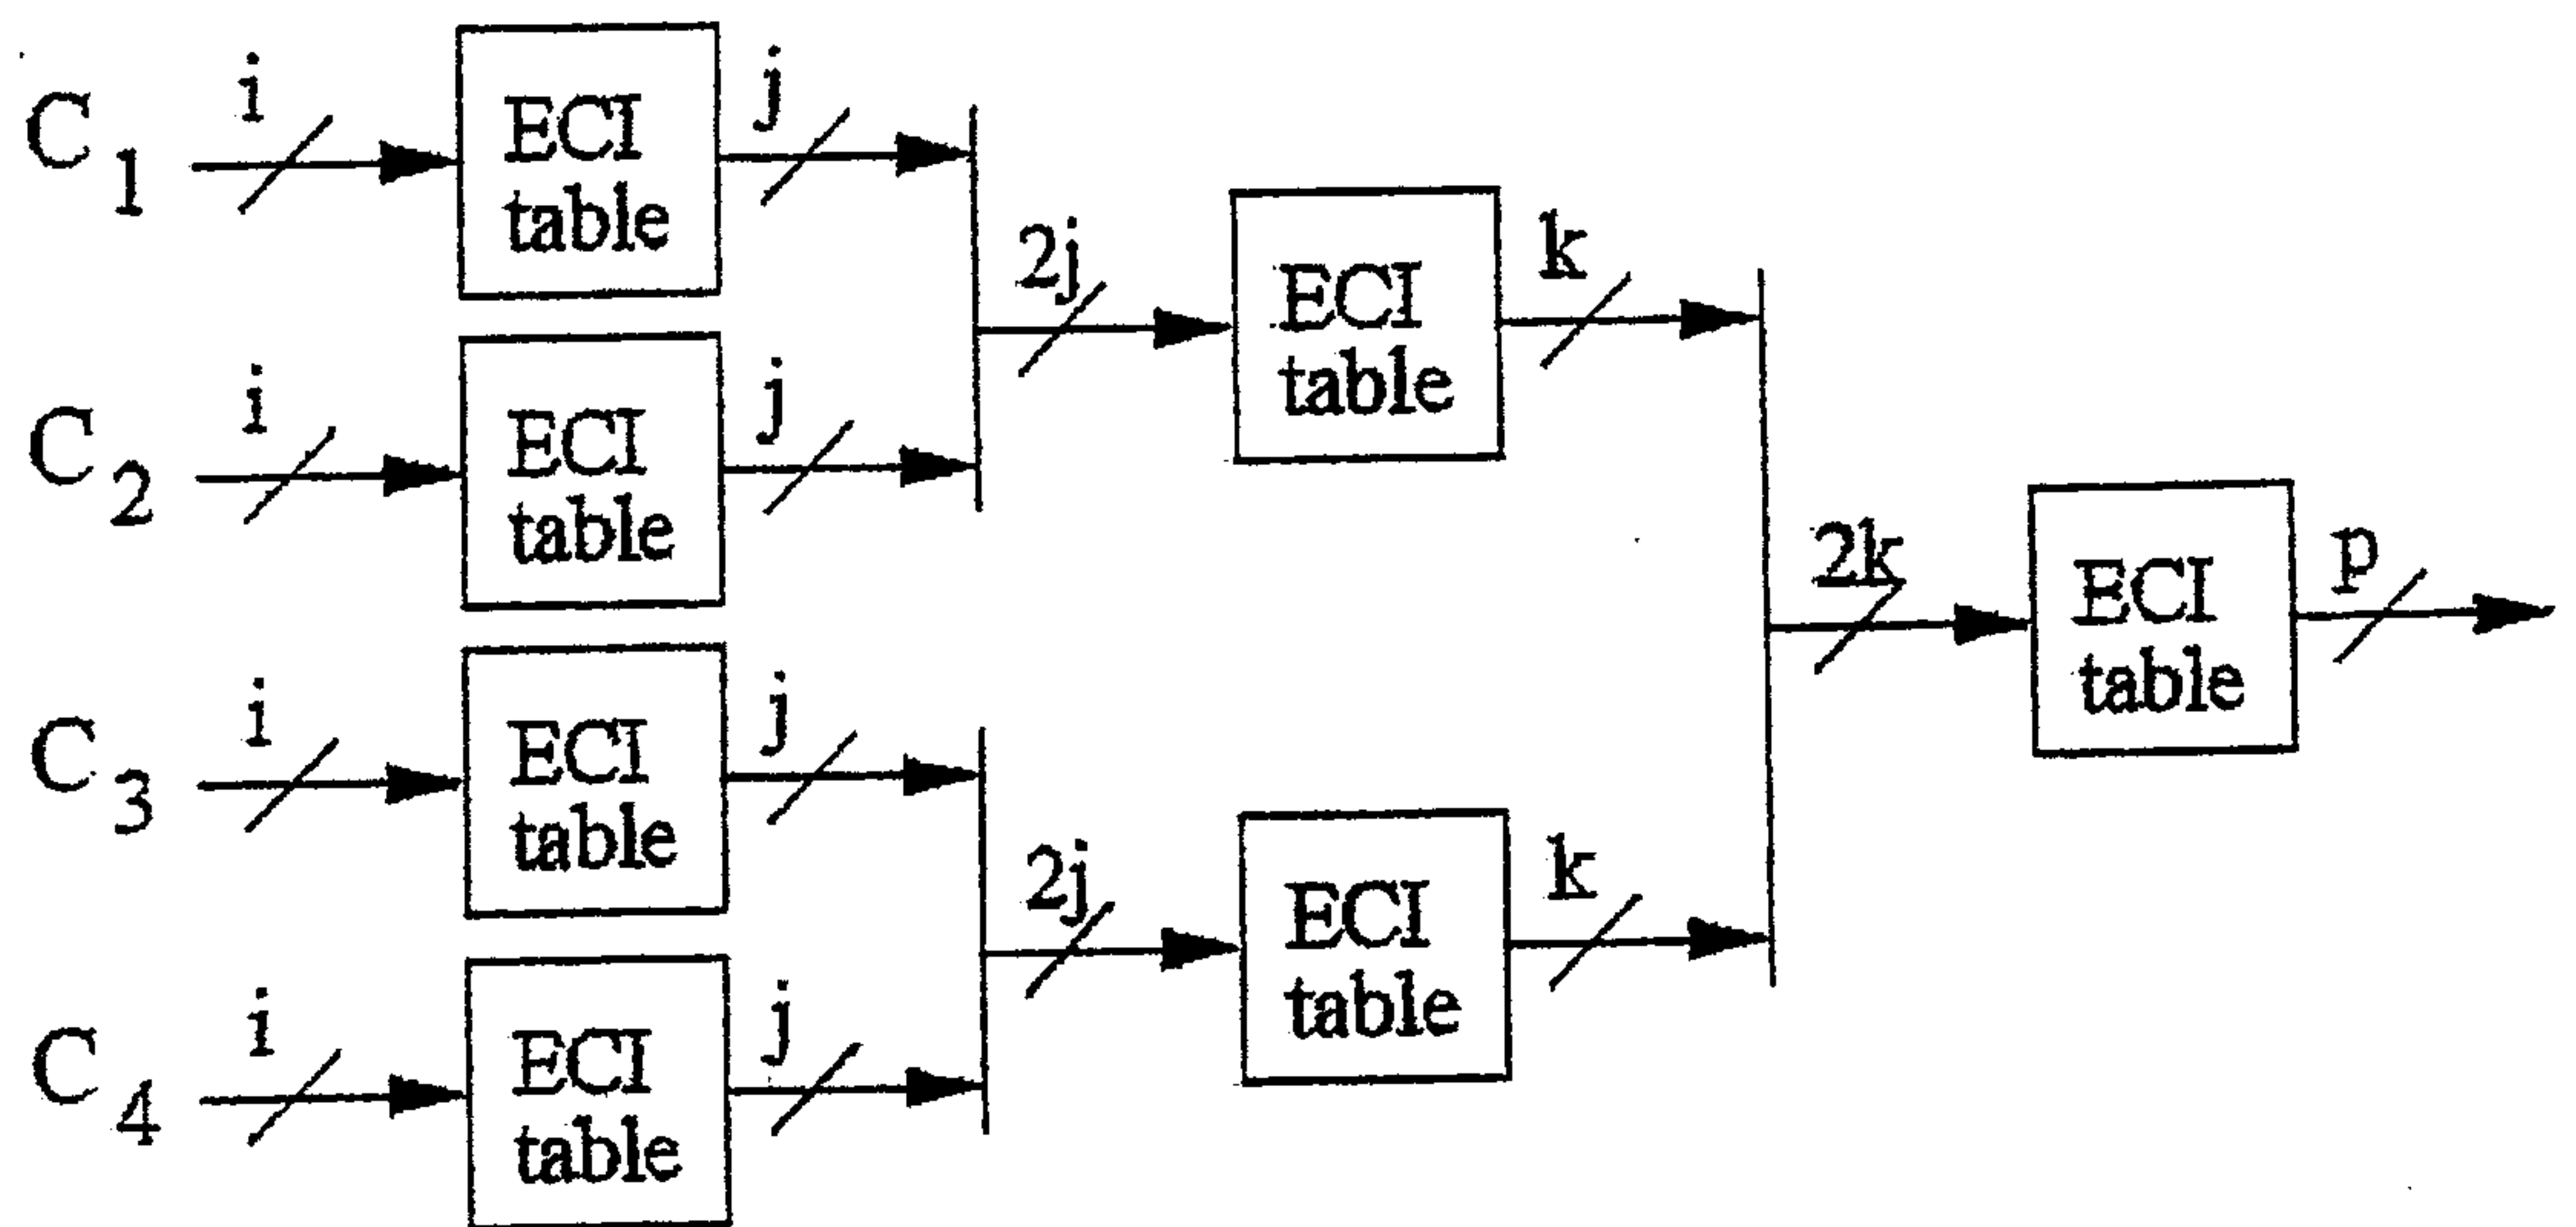 C1 i ECI table j
C2 i ECI table j
2j ECI table k
C3 i ECI table j
C4 i ECI table j
2j ECI table k
2k ECI table p